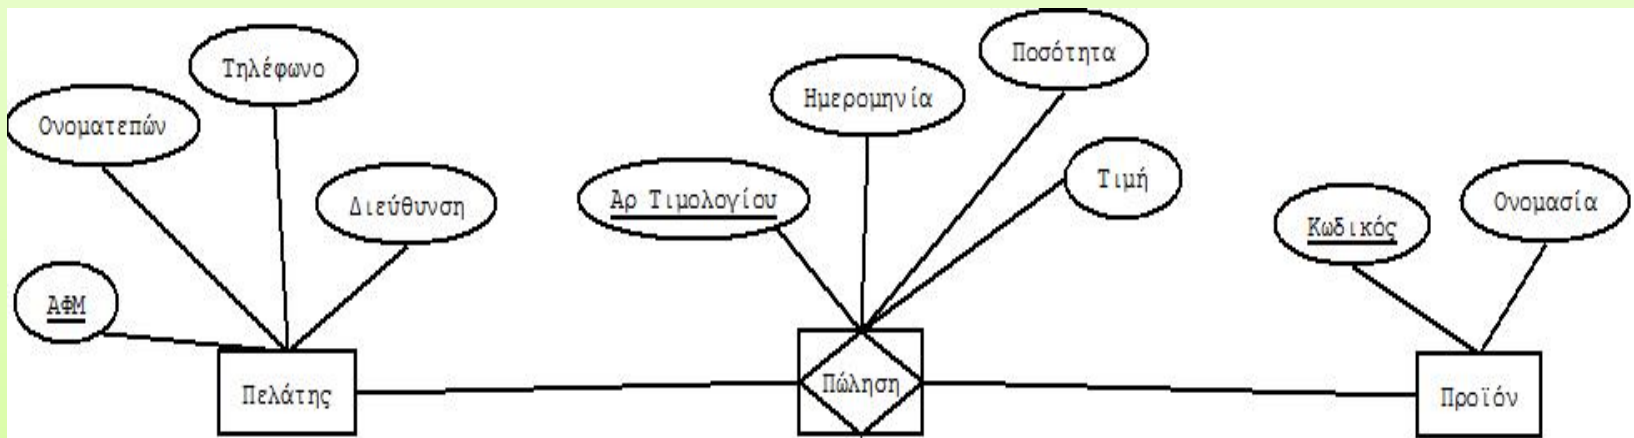 Ποσότητα
Τηλέφωνο
Ημερομηνία
Ονοματεπών
Τιμή
Διεύθυνση
Αρ Τιμολογίου
Ονομασία
Κωδικός
ΑΦΜ
Πελάτης
Πώληση
Προϊόν